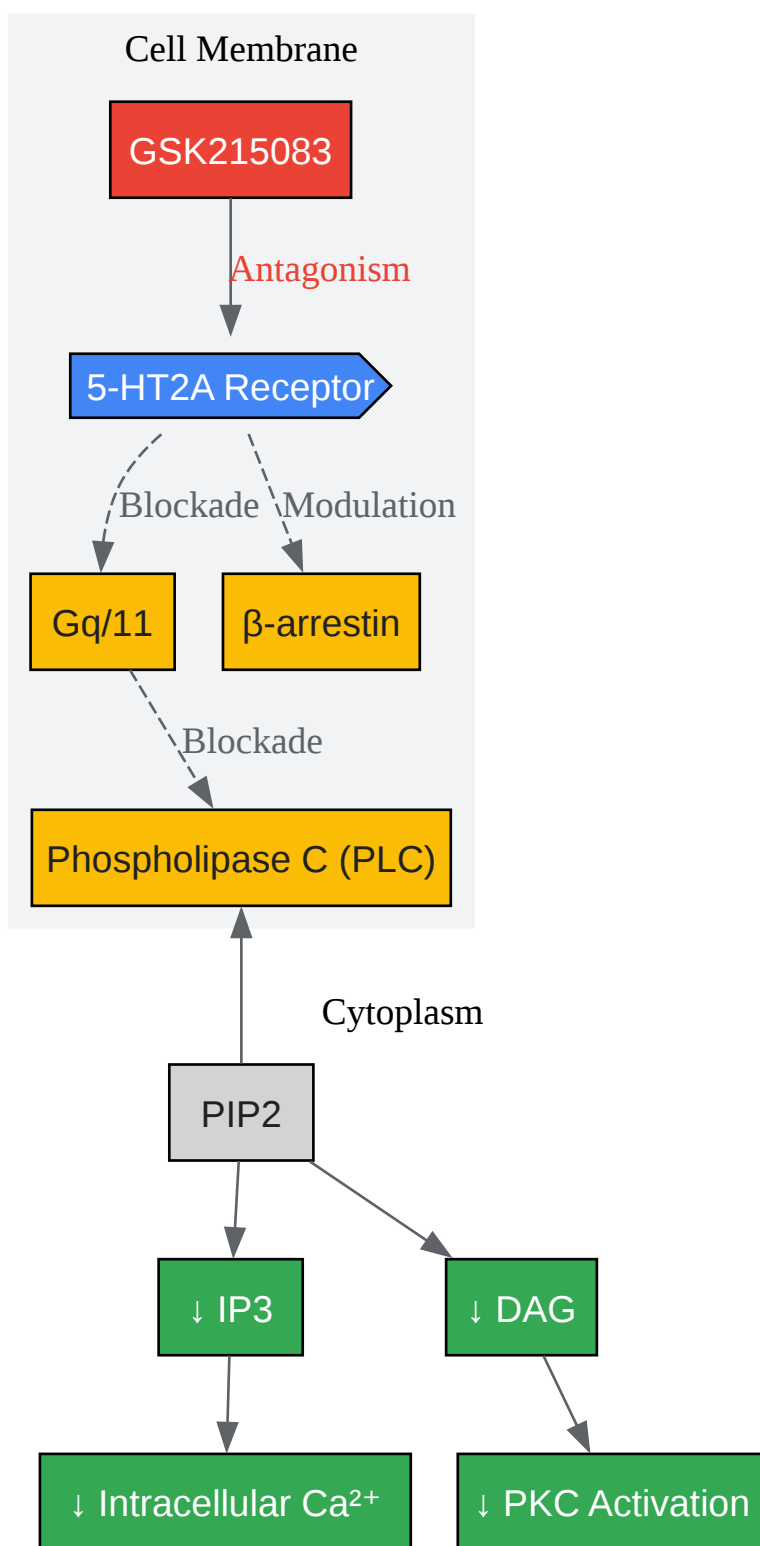 Cell Membrane
GSK215083
Antagonism
5-HT2A Receptor
Blockade
Modulation
Gq/11
β-arrestin
Blockade
Phospholipase C (PLC)
Cytoplasm
PIP2
↓ IP3
↓ DAG
↓ Intracellular Ca²⁺
↓ PKC Activation